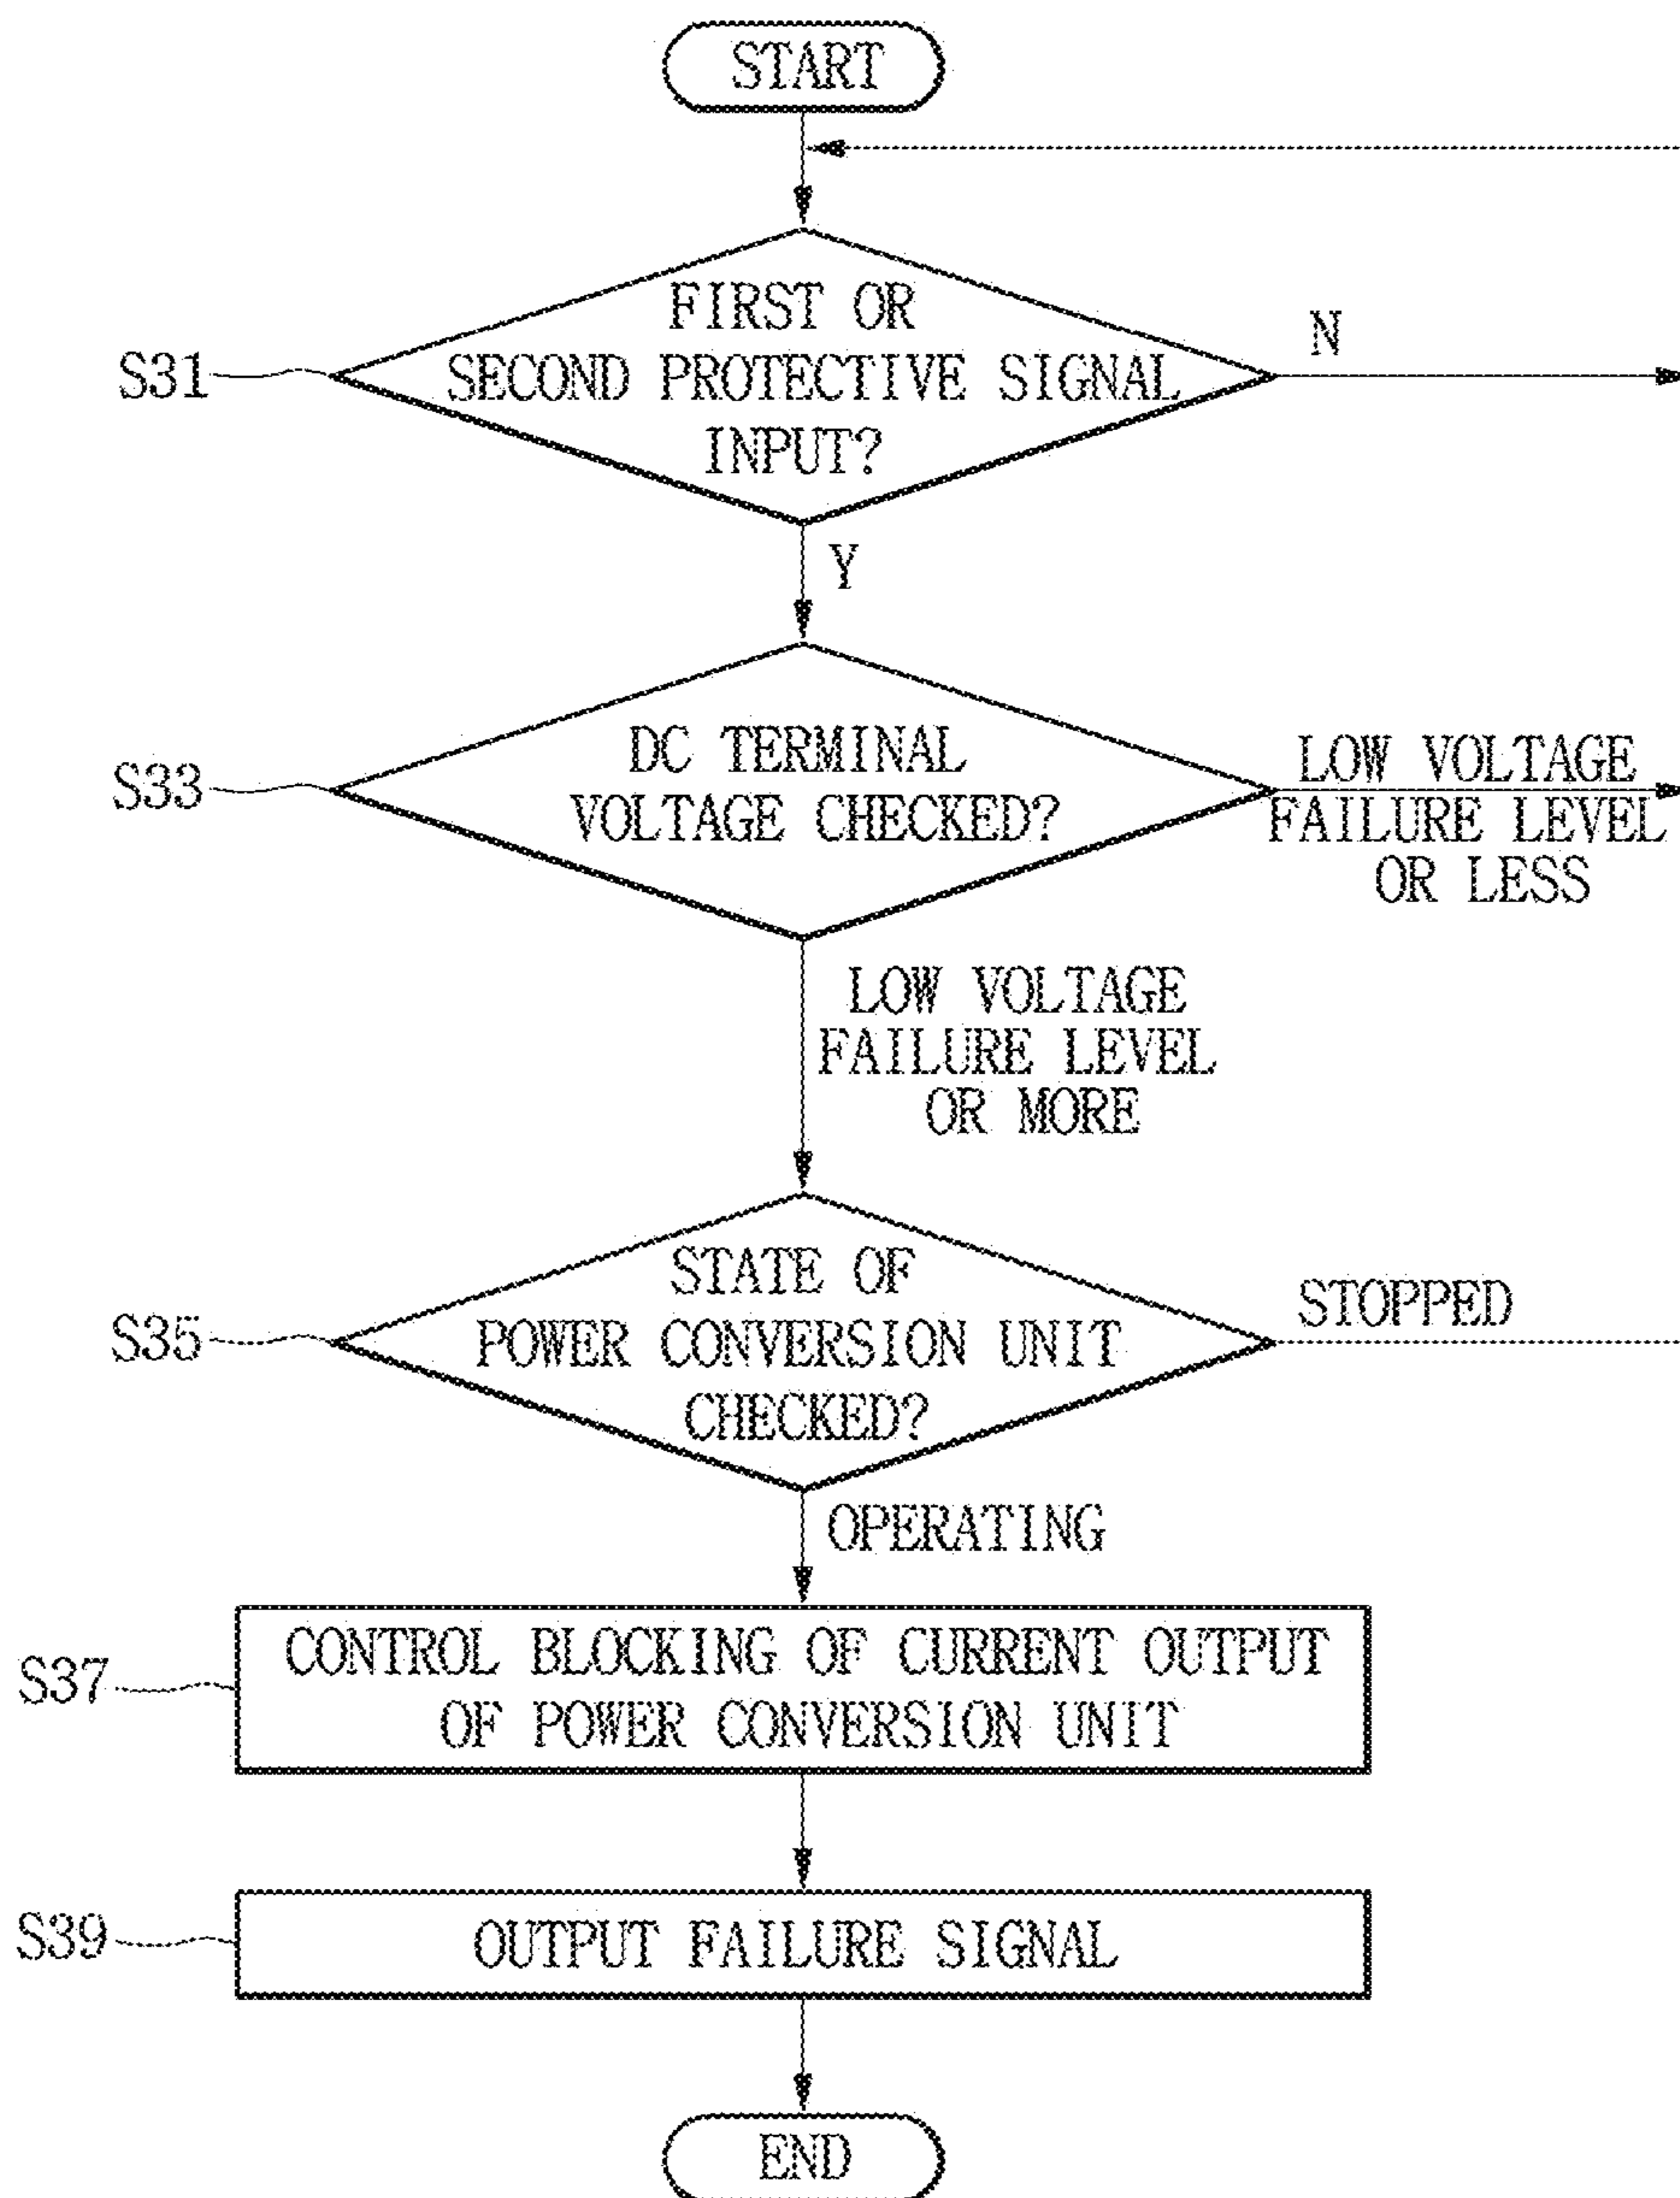 START
FIRST OR
SECOND PROTECTIVE SIGNAL
INPUT?
S31
N
Y
DC TERMINAL
VOLTAGE CHECKED?
S33
LOW VOLTAGE
FAILURE LEVEL
OR LESS
LOW VOLTAGE
FAILURE LEVEL
OR MORE
STATE OF
POWER CONVERSION UNIT
CHECKED?
S35
STOPPED
OPERATING
S37
CONTROL BLOCKING OF CURRENT OUTPUT
OF POWER CONVERSION UNIT
S39
OUTPUT FAILURE SIGNAL
END